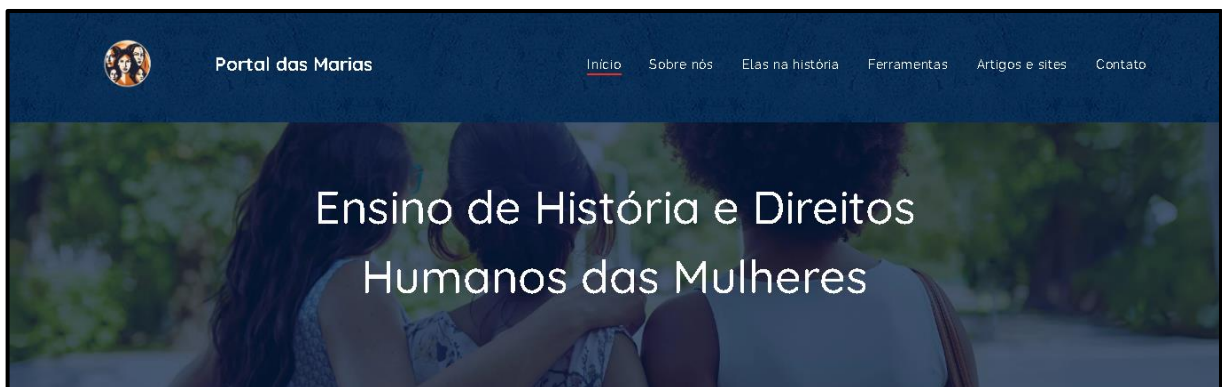 Portal das Marias
Início Sobre nós Elas na história Ferramentas Artigos e sites Contato
Ensino de História e Direitos
Humanos das Mulheres